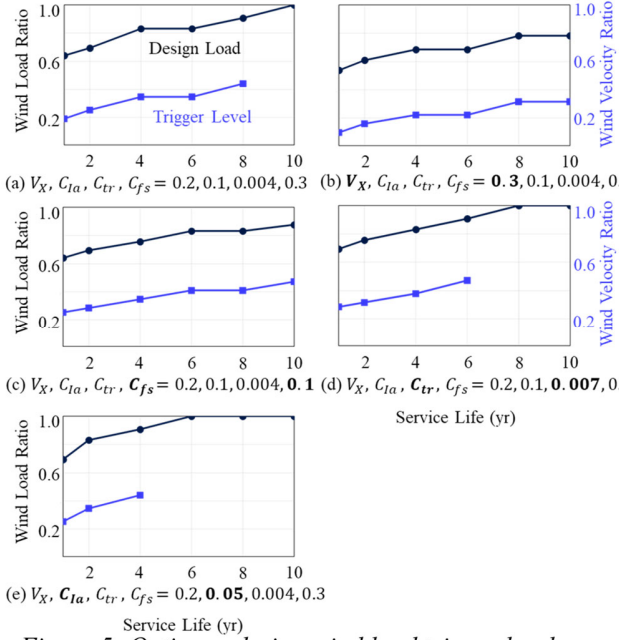 1.0
0.6
0.2
Wind Load Ratio
Design Load
Trigger Level
2 4 6 8 10
1.0
0.6
0.2
Wind Velocity Ratio
2 4 6 8 10
(a) V_X, C_Ia, C_tr, C_fs = 0.2, 0.1, 0.004, 0.3
(b) V_X, C_Ia, C_tr, C_fs = 0.3, 0.1, 0.004, 0.
1.0
0.6
0.2
Wind Load Ratio
2 4 6 8 10
1.0
0.6
0.2
Wind Velocity Ratio
2 4 6 8 10
(c) V_X, C_Ia, C_tr, C_fs = 0.2, 0.1, 0.004, 0.1
(d) V_X, C_Ia, C_tr, C_fs = 0.2, 0.1, 0.007, 0.
Service Life (yr)
1.0
0.6
0.2
Wind Load Ratio
2 4 6 8 10
(e) V_X, C_Ia, C_tr, C_fs = 0.2, 0.05, 0.004, 0.3
Service Life (yr)